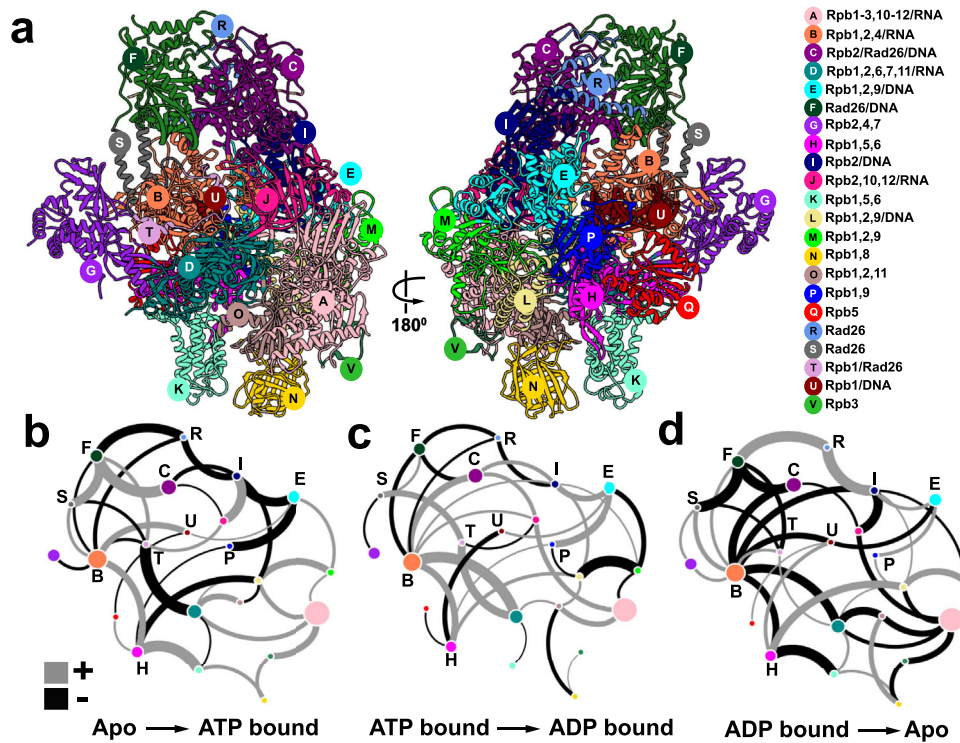 a
R
F
C
S
I
E
B
U
J
T
M
D
G
O
A
V
K
N
180⁰
C
F
R
S
I
B
E
G
U
M
P
H
L
Q
V
N
K
A Rpb1-3,10-12/RNA
B Rpb1,2,4/RNA
C Rpb2/Rad26/DNA
D Rpb1,2,6,7,11/RNA
E Rpb1,2,9/DNA
F Rad26/DNA
G Rpb2,4,7
H Rpb1,5,6
I Rpb2/DNA
J Rpb2,10,12/RNA
K Rpb1,5,6
L Rpb1,2,9/DNA
M Rpb1,2,9
N Rpb1,8
O Rpb1,2,11
P Rpb1,9
Q Rpb5
R Rad26
S Rad26
T Rpb1/Rad26
U Rpb1/DNA
V Rpb3
b
F
R
C
I
E
S
U
T
P
B
H
+
-
Apo ⟶ ATP bound
c
F
R
C
I
E
S
T
U
P
B
H
ATP bound ⟶ ADP bound
d
F
R
C
I
E
S
T
U
P
B
H
ADP bound ⟶ Apo